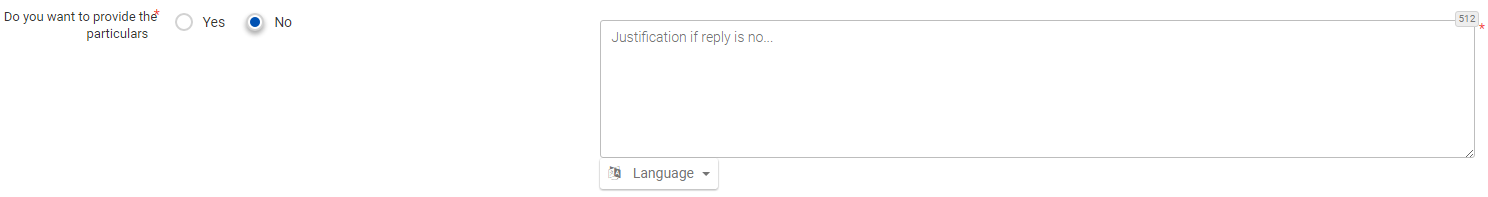 Do you want to provide the*
particulars
Yes
No
512
*
Justification if reply is no...
Language